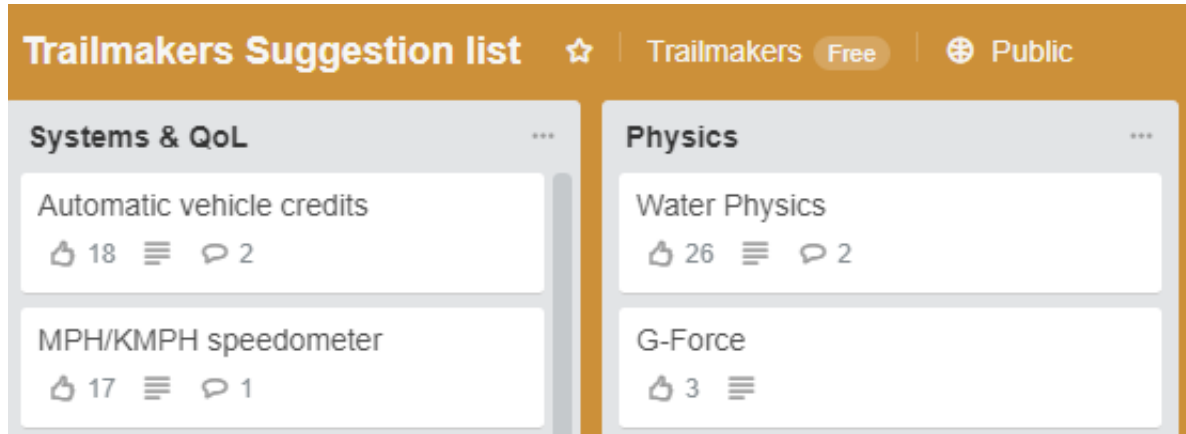 Trailmakers Suggestion list Trailmakers Free Public
Systems & QoL
Automatic vehicle credits
18 2
MPH/KMPH speedometer
17 1
Physics
Water Physics
26 2
G-Force
3